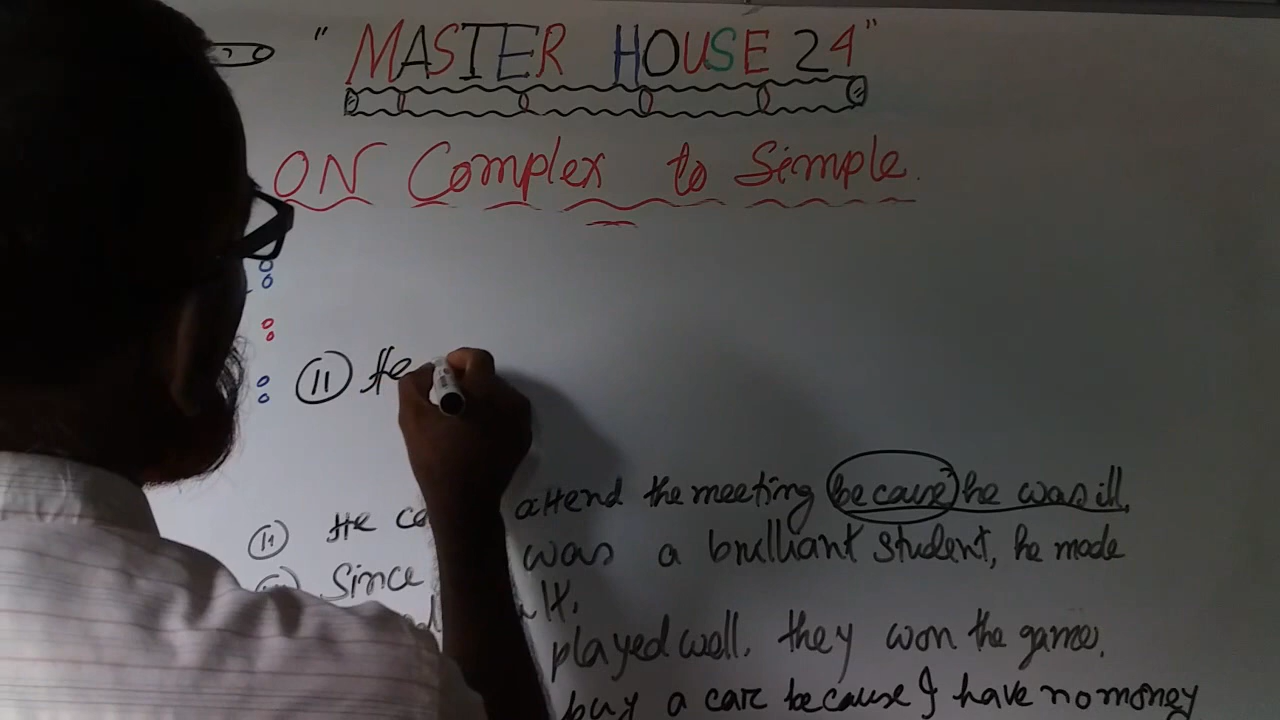 "MASTER HOUSE 24"
ON Complex to Simple.
(11) He
(11) He attend the meeting because he was ill,
Since was a brilliant student, he made
played well, they won the game.
buy a car because I have no money